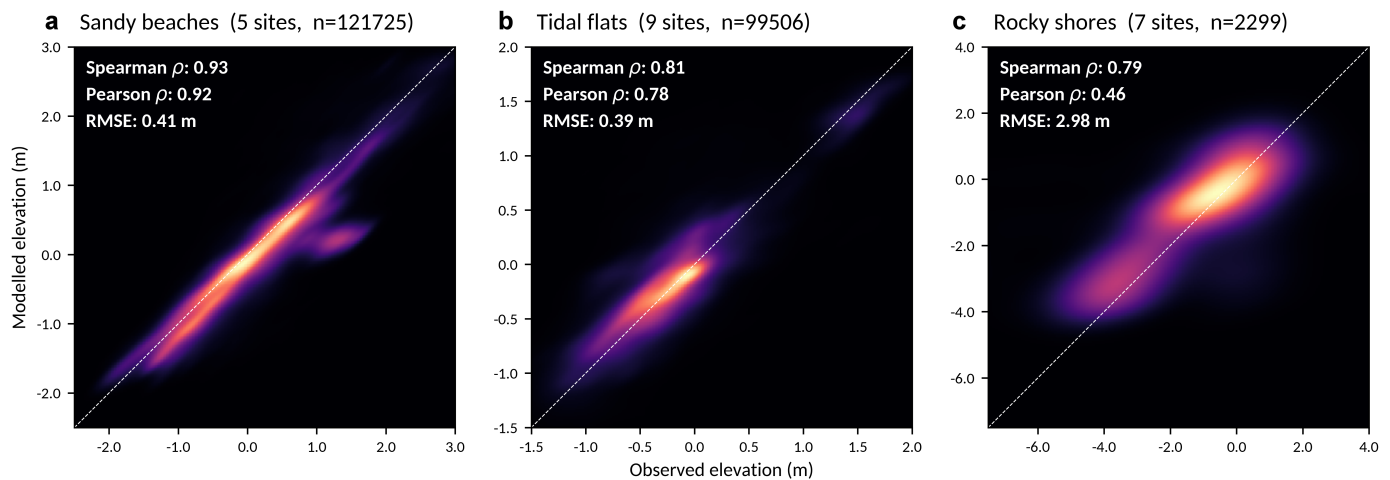 a Sandy beaches (5 sites, n=121725)
Spearman ρ: 0.93
Pearson ρ: 0.92
RMSE: 0.41 m
3.0
2.0
1.0
0.0
-1.0
-2.0
-2.0 -1.0 0.0 1.0 2.0 3.0
Modelled elevation (m)
b Tidal flats (9 sites, n=99506)
Spearman ρ: 0.81
Pearson ρ: 0.78
RMSE: 0.39 m
2.0
1.5
1.0
0.5
0.0
-0.5
-1.0
-1.5
-1.5 -1.0 -0.5 0.0 0.5 1.0 1.5 2.0
Observed elevation (m)
c Rocky shores (7 sites, n=2299)
Spearman ρ: 0.79
Pearson ρ: 0.46
RMSE: 2.98 m
4.0
2.0
0.0
-2.0
-4.0
-6.0
-6.0 -4.0 -2.0 0.0 2.0 4.0